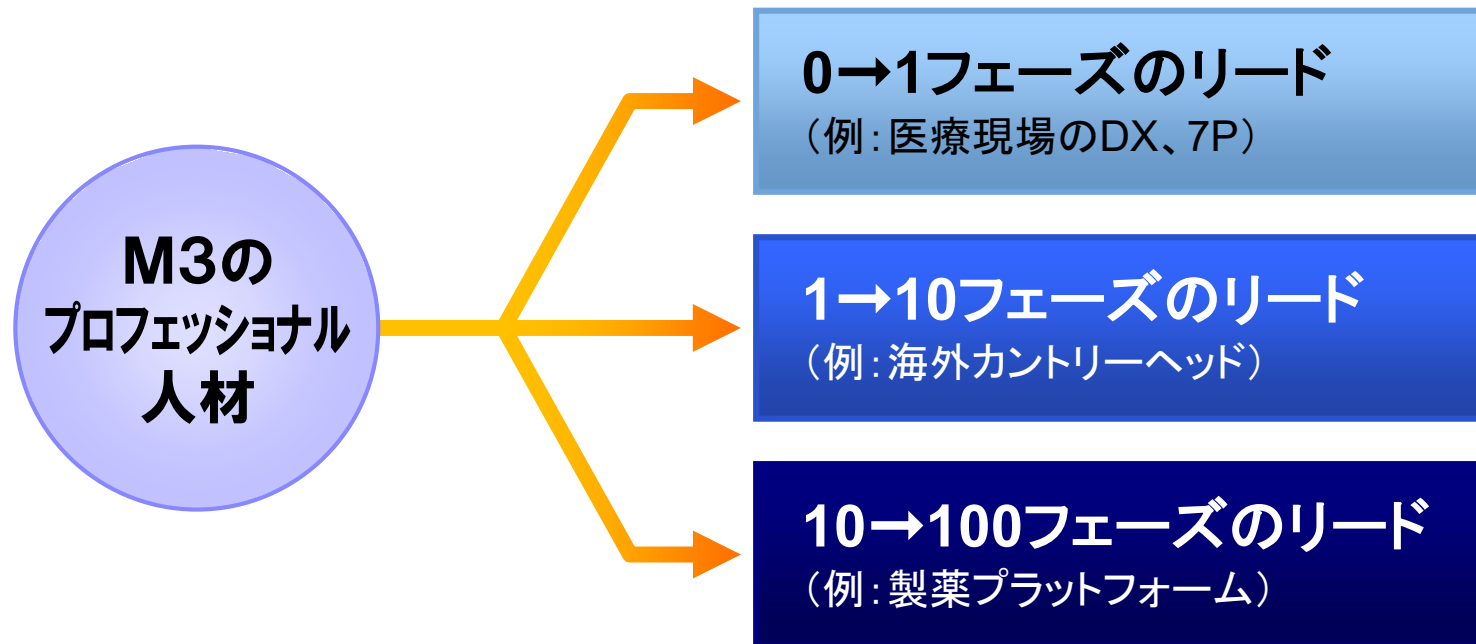 M3の
プロフェッショナル
人材
0→1フェーズのリード
（例：医療現場のDX、7P）
1→10フェーズのリード
（例：海外カントリーヘッド）
10→100フェーズのリード
（例：製薬プラットフォーム）